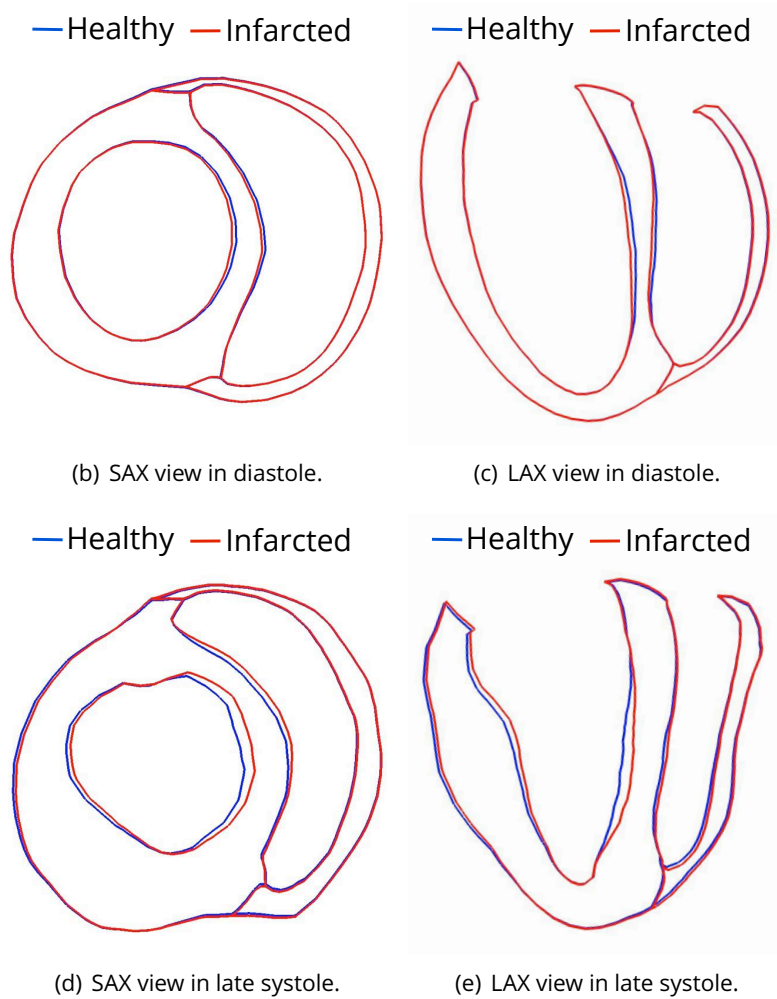 Healthy Infarcted Healthy Infarcted
(b) SAX view in diastole. (c) LAX view in diastole.
Healthy Infarcted Healthy Infarcted
(d) SAX view in late systole. (e) LAX view in late systole.